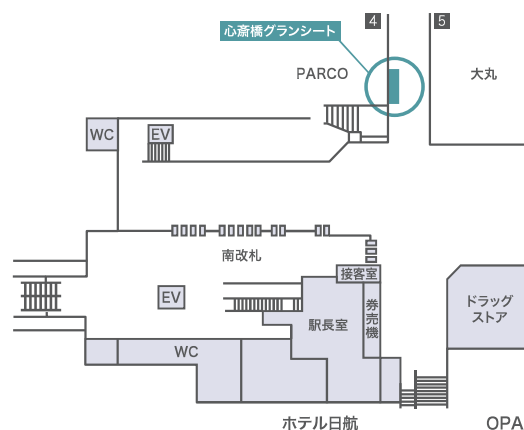 4
5
心斎橋グランシート
PARCO
大丸
WC
EV
南改札
接客室
EV
券売機
駅長室
ドラッグ
ストア
WC
ホテル日航
OPA